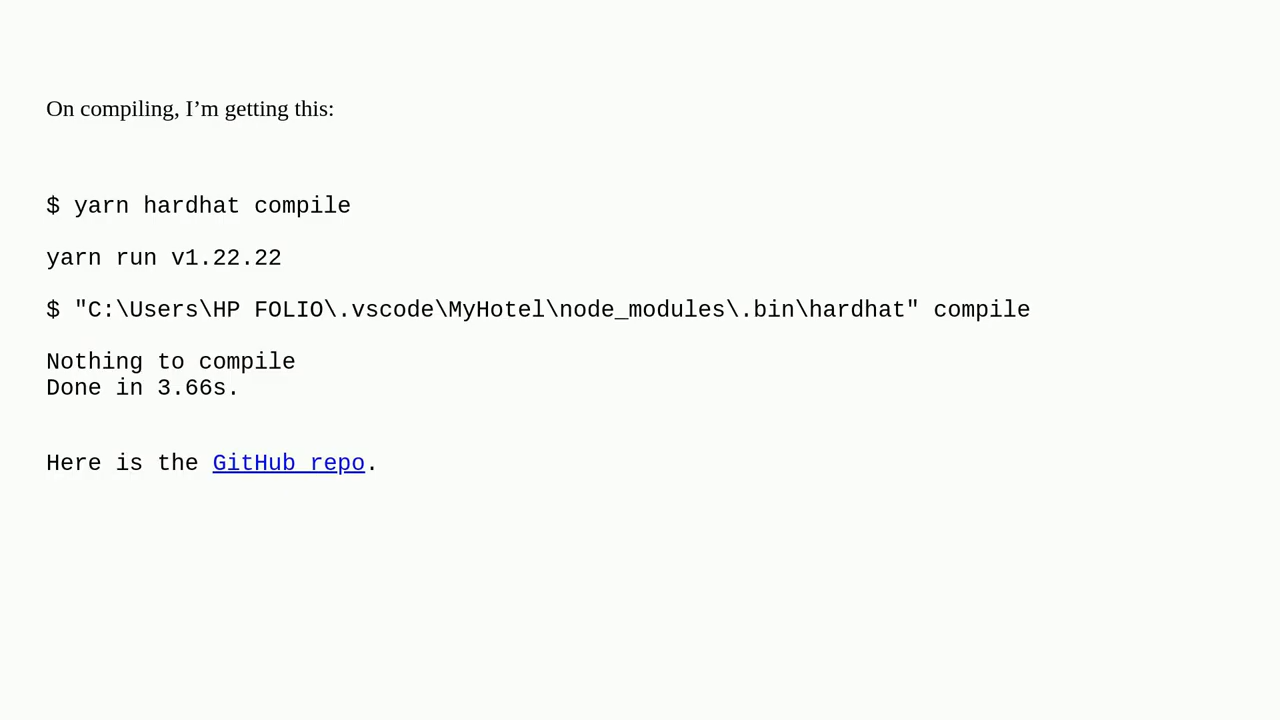 On compiling, I’m getting this:
$ yarn hardhat compile
yarn run v1.22.22
$ "C:\Users\HP FOLIO\.vscode\MyHotel\node_modules\.bin\hardhat" compile
Nothing to compile
Done in 3.66s.
Here is the GitHub repo.